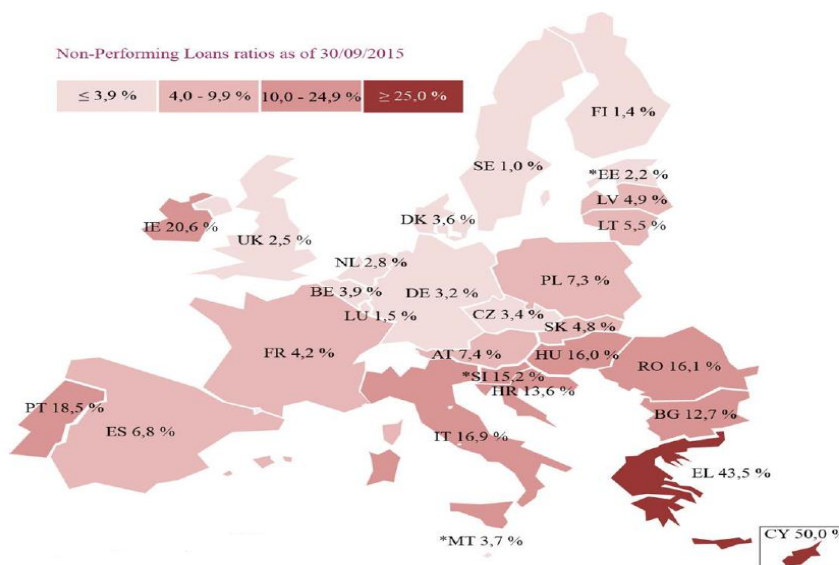 Non-Performing Loans ratios as of 30/09/2015
≤ 3,9 % 4,0 - 9,9 % 10,0 - 24,9 % ≥ 25,0 %
FI 1,4 %
SE 1,0 %
*EE 2,2 %
LV 4,9 %
DK 3,6 %
LT 5,5 %
IE 20,6 %
UK 2,5 %
NL 2,8 %
PL 7,3 %
BE 3,9 %
DE 3,2 %
LU 1,5 %
CZ 3,4 %
SK 4,8 %
FR 4,2 %
AT 7,4 %
HU 16,0 %
RO 16,1 %
*SI 15,2 %
HR 13,6 %
PT 18,5 %
BG 12,7 %
ES 6,8 %
IT 16,9 %
EL 43,5 %
*MT 3,7 %
CY 50,0 %